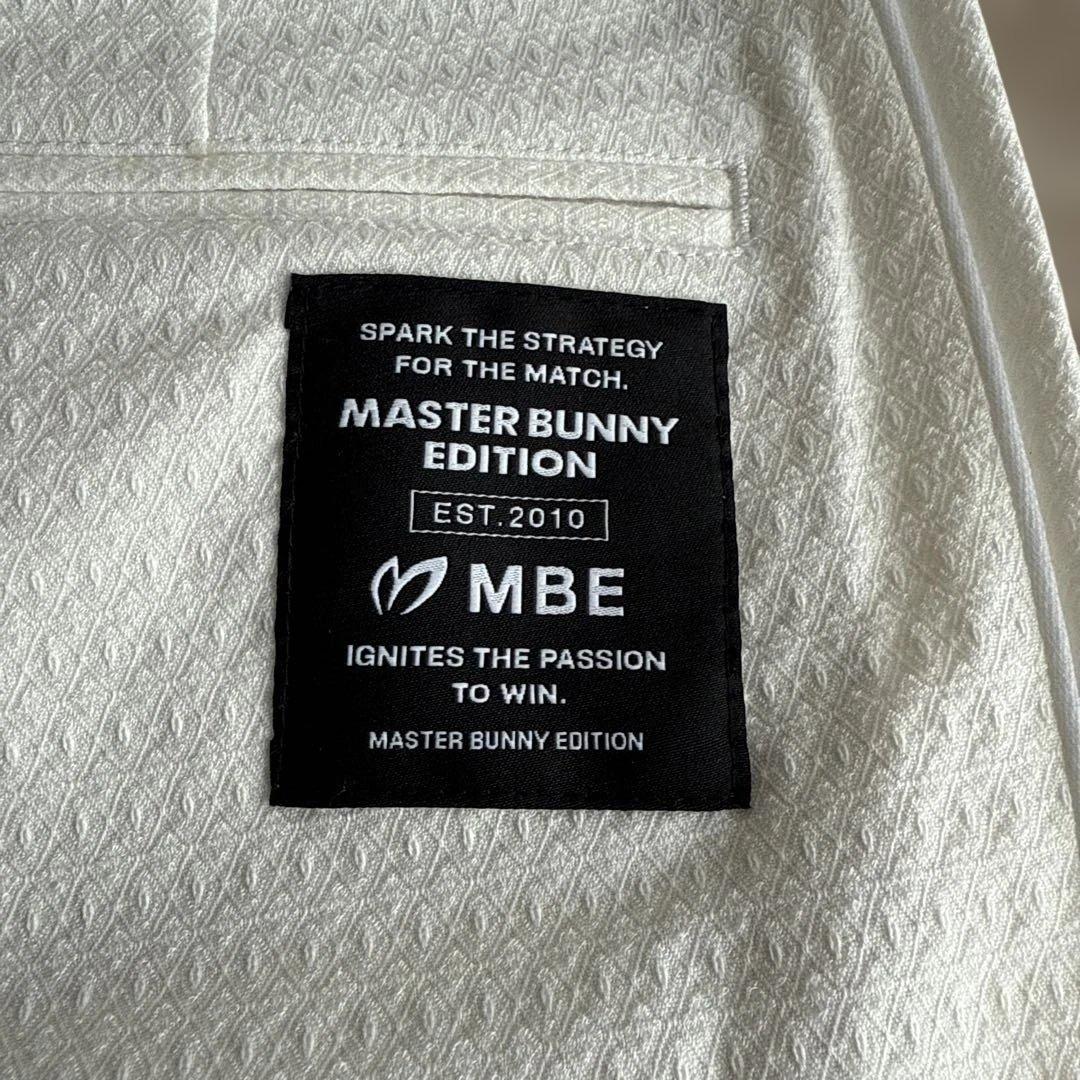 SPARK THE STRATEGY
FOR THE MATCH.
MASTER BUNNY
EDITION
EST.2010
MBE
IGNITES THE PASSION
TO WIN.
MASTER BUNNY EDITION